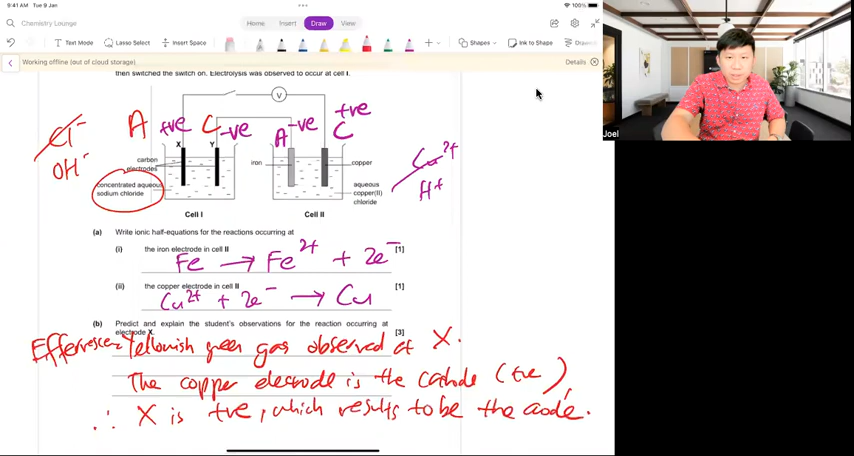 9:41 AM Tue 9 Jan
100%
Chemistry Lounge
Home Insert Draw View
Text Mode Lasso Select Insert Space Shapes Ink to Shape Drawin
Working offline (out of cloud storage) Details
then switched the switch on. Electrolysis was observed to occur at cell I.
V
A +ve C -ve A -ve +ve C
Cl⁻
OH⁻
X Y
Cu²⁺
H⁺
carbon electrodes
iron copper
concentrated aqueous sodium chloride
aqueous copper(II) chloride
Cell I Cell II
(a) Write ionic half-equations for the reactions occurring at
(i) the iron electrode in cell II [1]
Fe → Fe²⁺ + 2e⁻
(ii) the copper electrode in cell II [1]
Cu²⁺ + 2e⁻ → Cu
(b) Predict and explain the student's observations for the reaction occurring at
electrode X. [3]
Effervescen Yellowish green gas observed at X.
The copper electrode is the cathode (+ve),
∴ X is +ve, which results to be the anode.
Joel